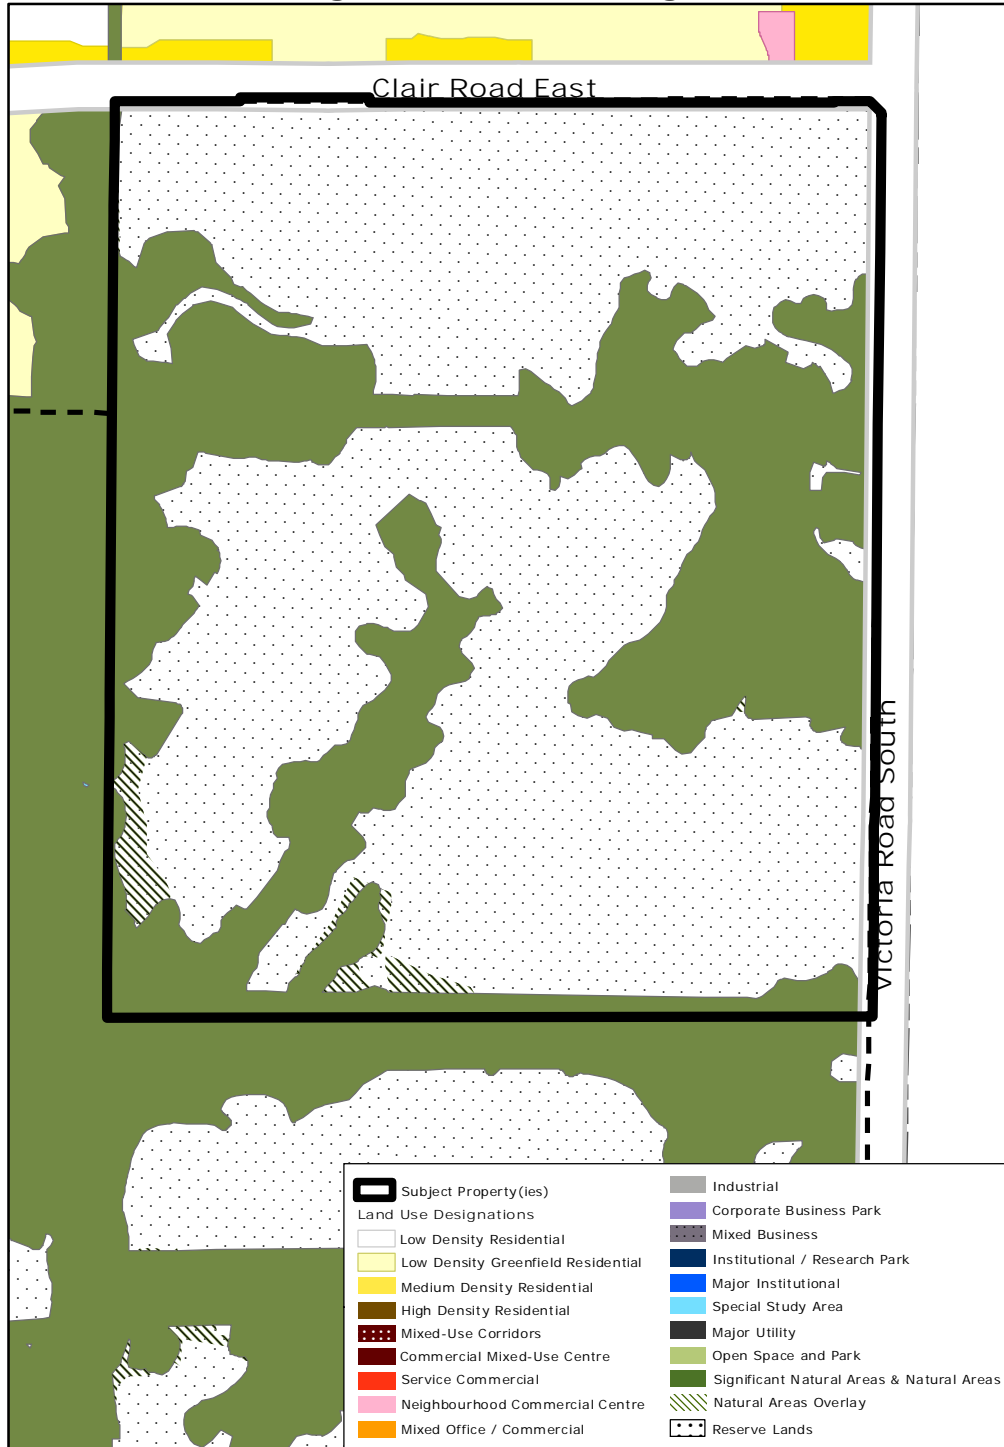 Clair Road East
Victoria Road South
Subject Property(ies)
Land Use Designations
Low Density Residential
Low Density Greenfield Residential
Medium Density Residential
High Density Residential
Mixed-Use Corridors
Commercial Mixed-Use Centre
Service Commercial
Neighbourhood Commercial Centre
Mixed Office / Commercial
Industrial
Corporate Business Park
Mixed Business
Institutional / Research Park
Major Institutional
Special Study Area
Major Utility
Open Space and Park
Significant Natural Areas & Natural Areas
Natural Areas Overlay
Reserve Lands